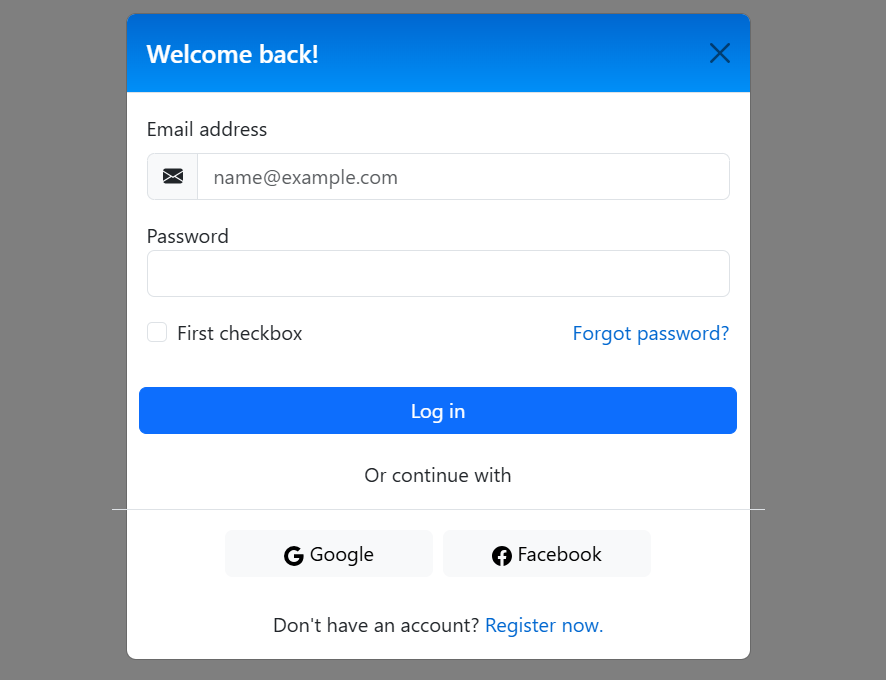 Welcome back!
Email address
name@example.com
Password
First checkbox Forgot password?
Log in
Or continue with
Google Facebook
Don't have an account? Register now.